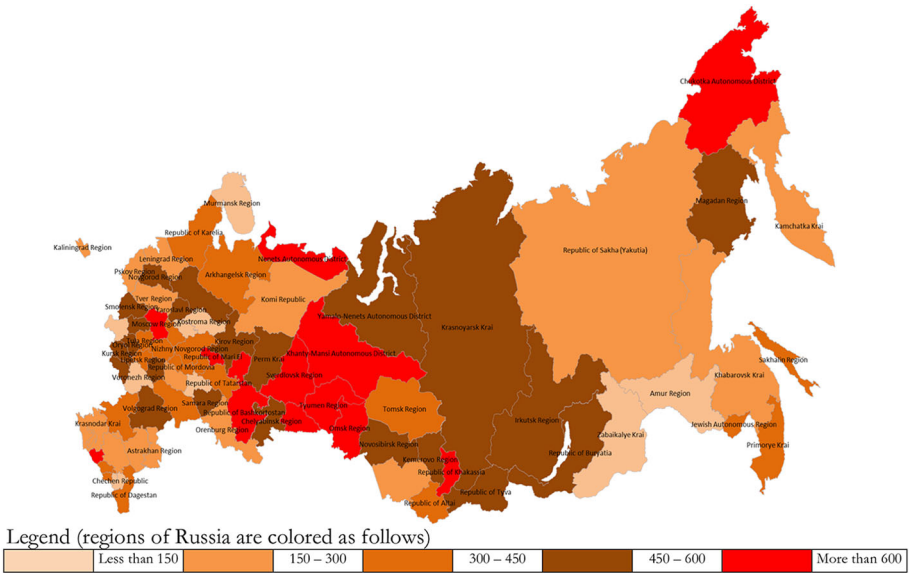 Chukotka Autonomous District
Murmansk Region
Magadan Region
Republic of Karelia
Kamchatka Krai
Kaliningrad Region
Republic of Sakha (Yakutia)
Leningrad Region
Nenets Autonomous District
Pskov Region
Novgorod Region
Arkhangelsk Region
Tver Region
Komi Republic
Smolensk Region
Yaroslavl Region
Yamalo-Nenets Autonomous District
Kostroma Region
Moscow Region
Krasnoyarsk Krai
Tula Region
Kirov Region
Oryol Region
Nizhny Novgorod Region
Kursk Region
Republic of Mari El
Perm Krai
Khanty-Mansi Autonomous District
Lipetsk Region
Sakhalin Region
Republic of Mordovia
Voronezh Region
Sverdlovsk Region
Khabarovsk Krai
Republic of Tatarstan
Amur Region
Samara Region
Tyumen Region
Volgograd Region
Tomsk Region
Republic of Bashkortostan
Chelyabinsk Region
Irkutsk Region
Krasnodar Krai
Jewish Autonomous Region
Orenburg Region
Omsk Region
Zabaikalye Krai
Novosibirsk Region
Primorye Krai
Astrakhan Region
Republic of Buryatia
Kemerovo Region
Republic of Khakassia
Chechen Republic
Republic of Tyva
Republic of Dagestan
Republic of Altai
Legend (regions of Russia are colored as follows)
Less than 150 150 – 300 300 – 450 450 – 600 More than 600